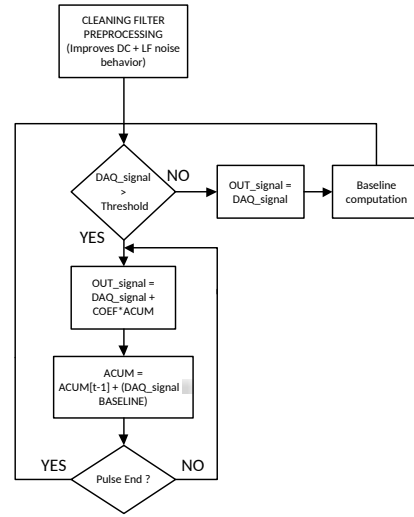 CLEANING FILTER
PREPROCESSING
(Improves DC + LF noise
behavior)
DAQ_signal
>
Threshold
NO
OUT_signal =
DAQ_signal
Baseline
computation
YES
OUT_signal =
DAQ_signal +
COEF*ACUM
ACUM =
ACUM[t-1] + (DAQ_signal
BASELINE)
Pulse End ?
YES
NO